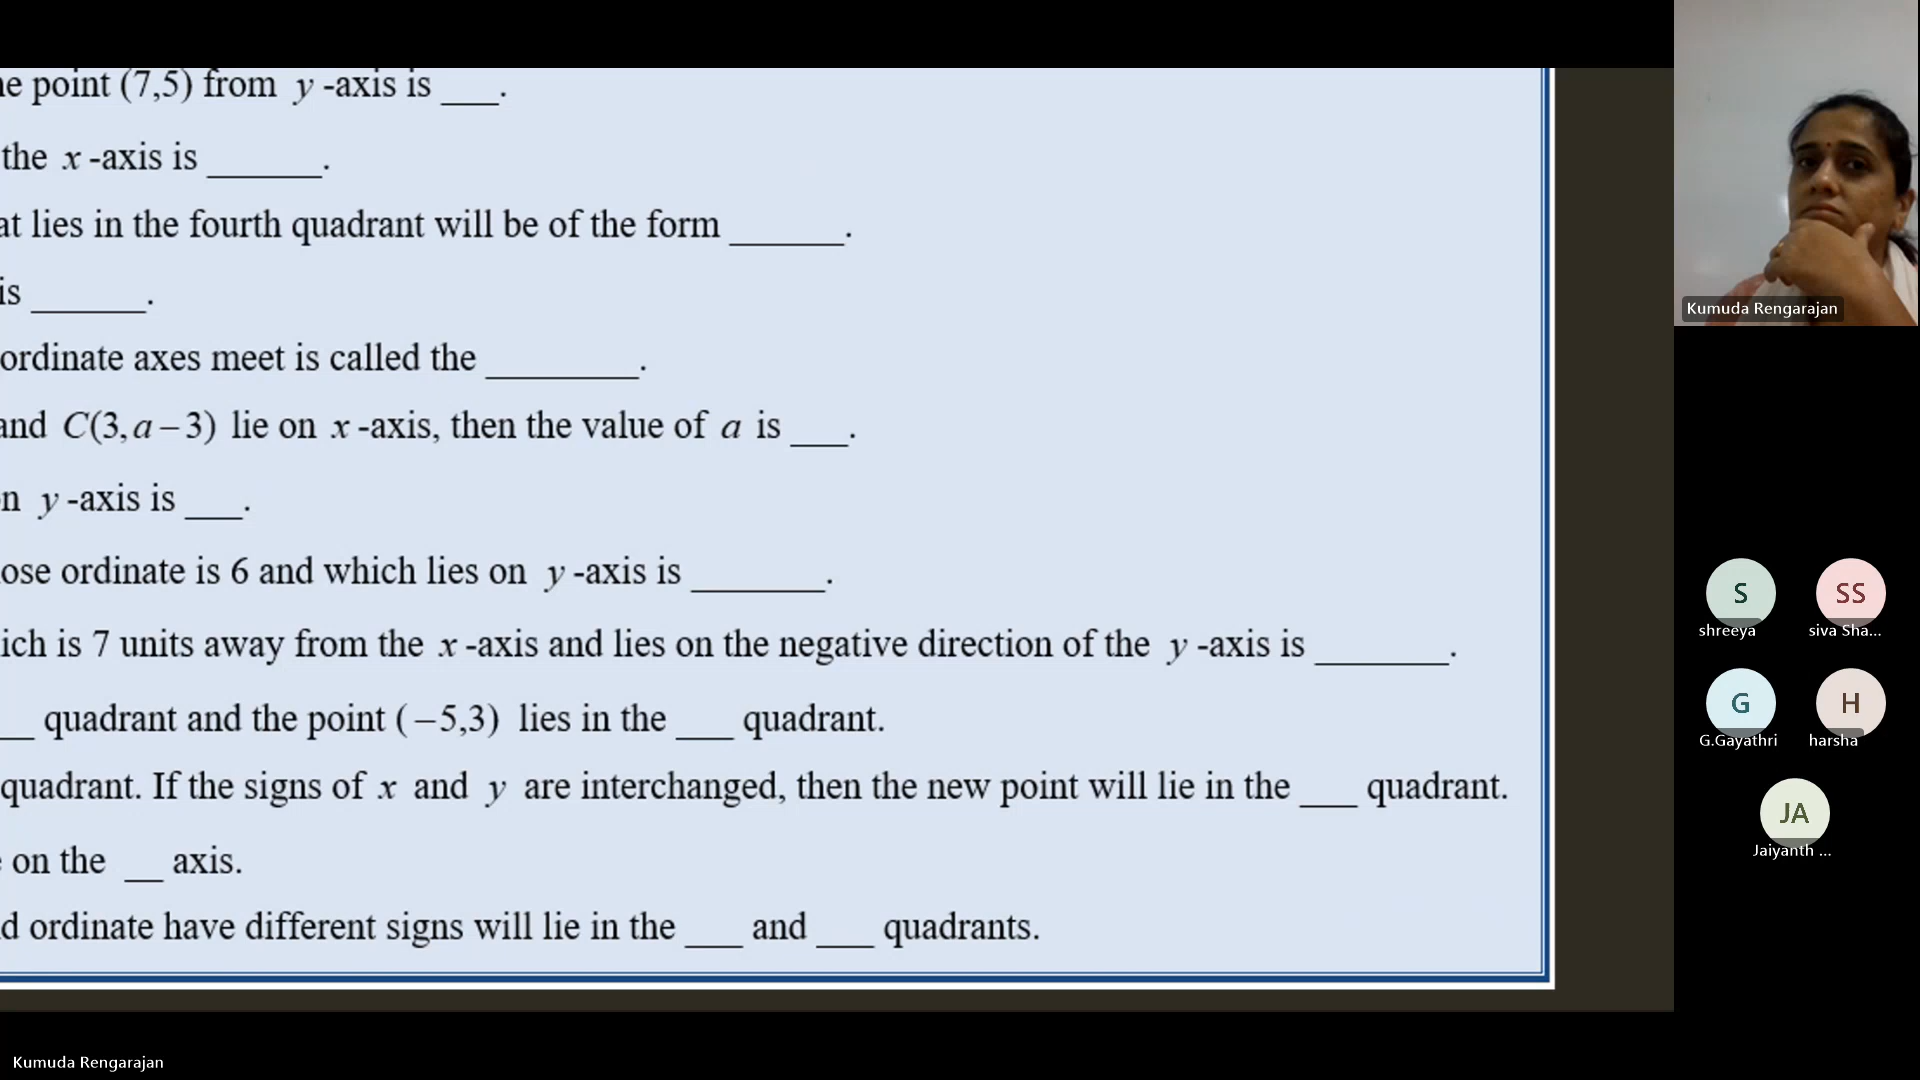 he point (7,5) from y-axis is ___.
the x-axis is ______.
at lies in the fourth quadrant will be of the form ______.
is ______.
ordinate axes meet is called the ________.
and C(3, a − 3) lie on x-axis, then the value of a is ___.
n y-axis is ___.
ose ordinate is 6 and which lies on y-axis is _______.
ich is 7 units away from the x-axis and lies on the negative direction of the y-axis is _______.
__ quadrant and the point (−5,3) lies in the ___ quadrant.
quadrant. If the signs of x and y are interchanged, then the new point will lie in the ___ quadrant.
on the __ axis.
d ordinate have different signs will lie in the ___ and ___ quadrants.
Kumuda Rengarajan
S
SS
shreeya
siva Sha...
G
H
G.Gayathri
harsha
JA
Jaiyanth ...
Kumuda Rengarajan